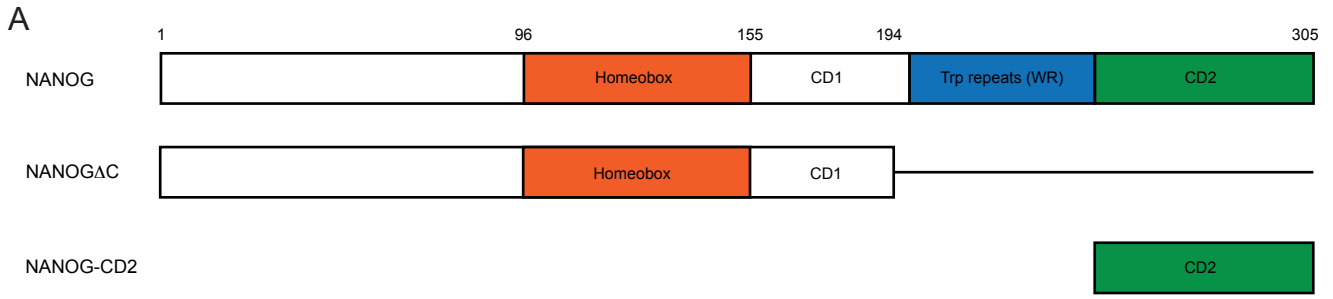 A
1 96 155 194 305
NANOG Homeobox CD1 Trp repeats (WR) CD2
NANOGΔC Homeobox CD1
NANOG-CD2 CD2